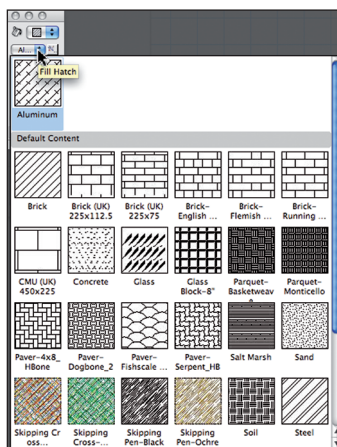 Al...
Fill Hatch
Aluminum
Default Content
Brick
Brick (UK) 225x112.5
Brick (UK) 225x75
Brick- English ...
Brick- Flemish ...
Brick- Running ...
CMU (UK) 450x225
Concrete
Glass
Glass Block-8"
Parquet- Basketweav e
Parquet- Monticello
Paver-4x8_ HBone
Paver- Dogbone_2
Paver- Fishscale ...
Paver- Serpent_HB
Salt Marsh
Sand
Skipping Cr oss...
Skipping Cross-...
Skipping Pen-Black
Skipping Pen-Ochre
Soil
Steel